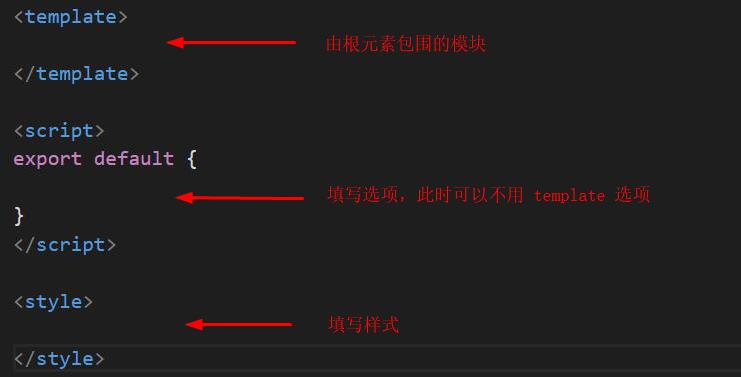 <template>
由根元素包围的模块
</template>
<script>
export default {
填写选项，此时可以不用 template 选项
}
</script>
<style>
填写样式
</style>